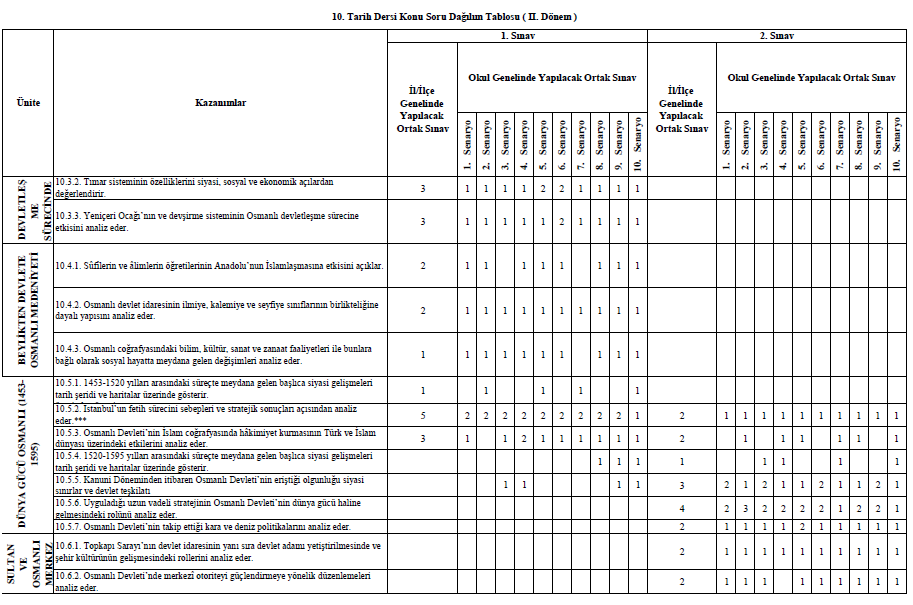 10. Tarih Dersi Konu Soru Dağılım Tablosu ( II. Dönem )
1. Sınav 2. Sınav
Ünite Kazanımlar
İl/İlçe Genelinde Yapılacak Ortak Sınav
Okul Genelinde Yapılacak Ortak Sınav
1. Senaryo 2. Senaryo 3. Senaryo 4. Senaryo 5. Senaryo 6. Senaryo 7. Senaryo 8. Senaryo 9. Senaryo 10. Senaryo
İl/İlçe Genelinde Yapılacak Ortak Sınav
Okul Genelinde Yapılacak Ortak Sınav
1. Senaryo 2. Senaryo 3. Senaryo 4. Senaryo 5. Senaryo 6. Senaryo 7. Senaryo 8. Senaryo 9. Senaryo 10. Senaryo
DEVLETLEŞ
ME
SÜRECİNDE
10.3.2. Tımar sisteminin özelliklerini siyasi, sosyal ve ekonomik açılardan
değerlendirir.
3 1 1 1 1 2 2 1 1 1 1
10.3.3. Yeniçeri Ocağı’nın ve devşirme sisteminin Osmanlı devletleşme sürecine
etkisini analiz eder.
3 1 1 1 1 1 2 1 1 1 1
BEYLİKTEN DEVLETE
OSMANLI MEDENİYETİ
10.4.1. Sûfîlerin ve âlimlerin öğretilerinin Anadolu’nun İslamlaşmasına etkisini açıklar.
2 1 1 1 1 1 1 1 1
10.4.2. Osmanlı devlet idaresinin ilmiye, kalemiye ve seyfiye sınıflarının birlikteliğine
dayalı yapısını analiz eder.
2 1 1 1 1 1 1 1 1 1 1
10.4.3. Osmanlı coğrafyasındaki bilim, kültür, sanat ve zanaat faaliyetleri ile bunlara
bağlı olarak sosyal hayatta meydana gelen değişimleri analiz eder.
1 1 1 1 1 1 1 1 1 1
DÜNYA GÜCÜ OSMANLI (1453-
1595)
10.5.1. 1453-1520 yılları arasındaki süreçte meydana gelen başlıca siyasi gelişmeleri
tarih şeridi ve haritalar üzerinde gösterir.
1 1 1 1 1
10.5.2. İstanbul’un fetih sürecini sebepleri ve stratejik sonuçları açısından analiz
eder.***
5 2 2 2 2 2 2 2 2 2 1 2 1 1 1 1 1 1 1 1 1 1
10.5.3. Osmanlı Devleti’nin İslam coğrafyasında hâkimiyet kurmasının Türk ve İslam
dünyası üzerindeki etkilerini analiz eder.
3 1 1 2 1 1 1 1 1 1 2 1 1 1 1 1 1
10.5.4. 1520-1595 yılları arasındaki süreçte meydana gelen başlıca siyasi gelişmeleri
tarih şeridi ve haritalar üzerinde gösterir.
1 1 1 1 1 1 1 1
10.5.5. Kanuni Döneminden itibaren Osmanlı Devleti’nin eriştiği olgunluğu siyasi
sınırlar ve devlet teşkilatı
1 1 1 1 3 2 1 2 1 1 2 1 1 2 1
10.5.6. Uyguladığı uzun vadeli stratejinin Osmanlı Devleti’nin dünya gücü haline
gelmesindeki rolünü analiz eder.
4 2 3 2 2 2 2 1 2 2 1
10.5.7. Osmanlı Devleti’nin takip ettiği kara ve deniz politikalarını analiz eder.
2 1 1 1 1 2 1 1 1 1 1
SULTAN
VE
OSMANLI
MERKEZ
10.6.1. Topkapı Sarayı’nın devlet idaresinin yanı sıra devlet adamı yetiştirilmesinde ve
şehir kültürünün gelişmesindeki rollerini analiz eder.
2 1 1 1 1 1 1 1 1 1 1
10.6.2. Osmanlı Devleti’nde merkezî otoriteyi güçlendirmeye yönelik düzenlemeleri
analiz eder.
2 1 1 1 1 1 1 1 1 1